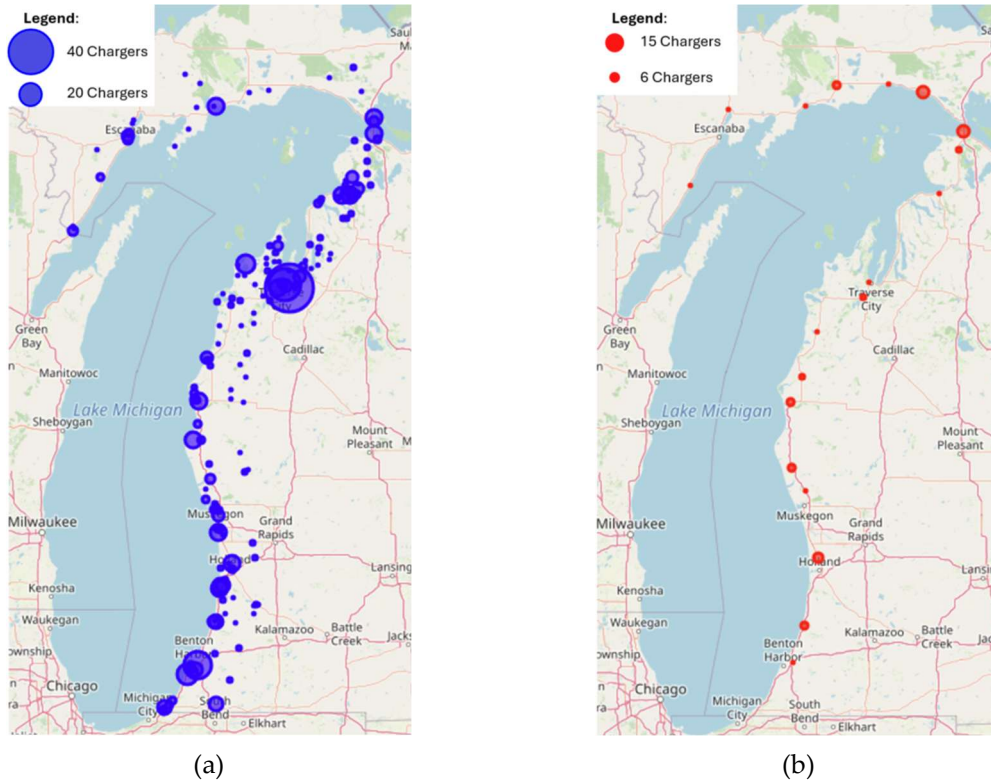 Legend:
40 Chargers
20 Chargers
Escanaba
Green
Bay
Manitowoc
Sheboygan
Lake Michigan
Cadillac
Mount
Pleasant
Muskegon
Grand
Rapids
Milwaukee
Lansing
Kenosha
Waukegan
Kalamazoo
Battle
Creek
Benton
Chicago
Michigan
City
Bend
Elkhart
(a)
Legend:
15 Chargers
6 Chargers
Escanaba
Green
Bay
Traverse
City
Manitowoc
Cadillac
Sheboygan
Lake Michigan
Mount
Pleasant
Muskegon
Grand
Rapids
Milwaukee
Holland
Kenosha
Waukegan
Kalamazoo
Battle
Creek
Benton
Harbor
Chicago
Michigan
City
South
Bend
Elkhart
(b)